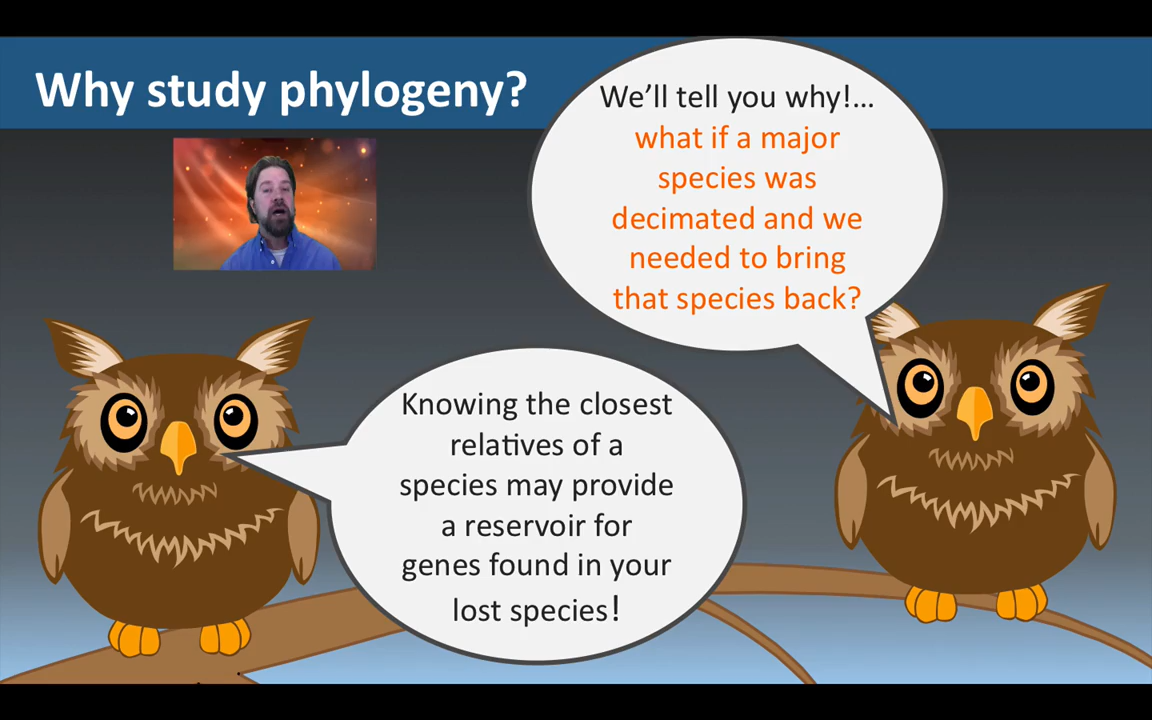 Why study phylogeny?
We’ll tell you why!...
what if a major
species was
decimated and we
needed to bring
that species back?
Knowing the closest
relatives of a
species may provide
a reservoir for
genes found in your
lost species!